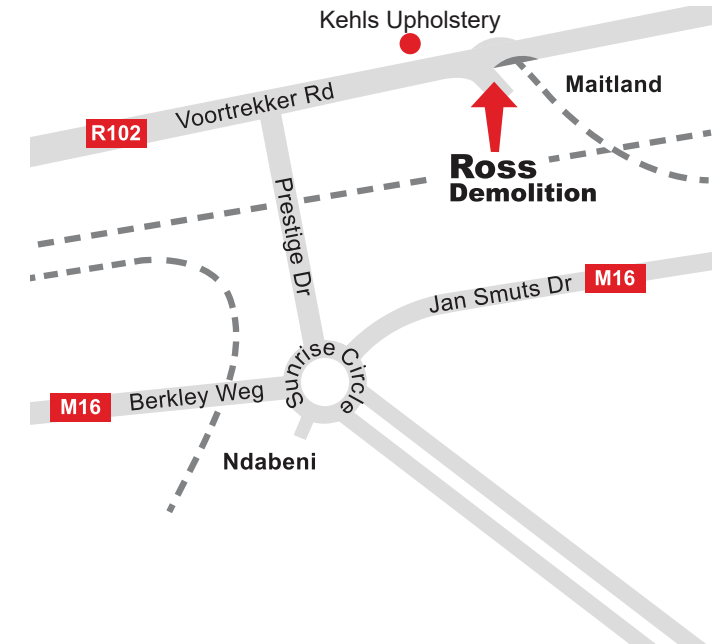 Kehls Upholstery
Maitland
Voortrekker Rd
R102
Ross
Demolition
Prestige Dr
Jan Smuts Dr
M16
Sunrise Circle
Berkley Weg
M16
Ndabeni